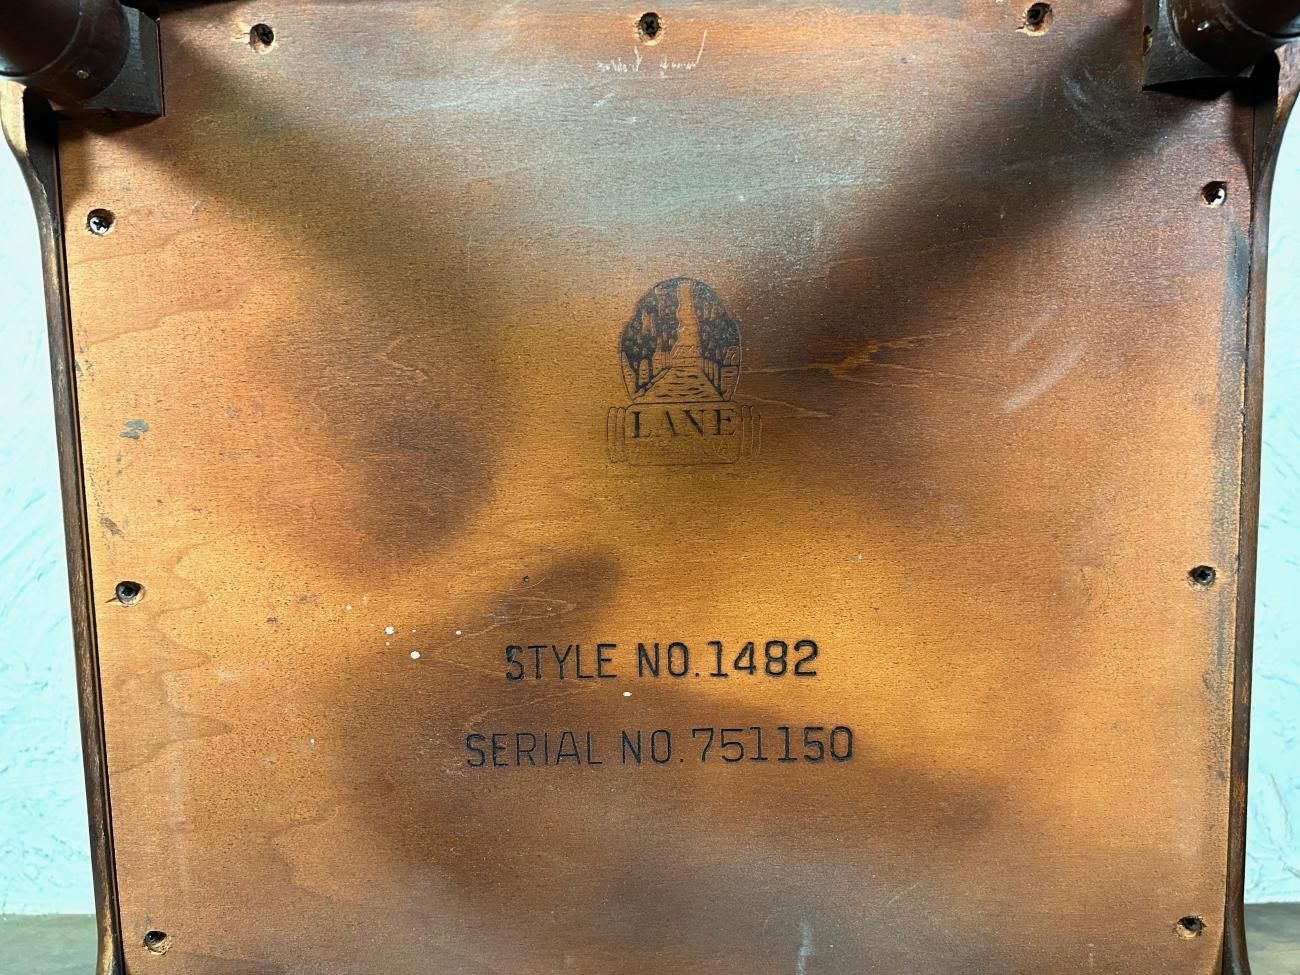 LANE
STYLE NO. 1482
SERIAL NO. 751150